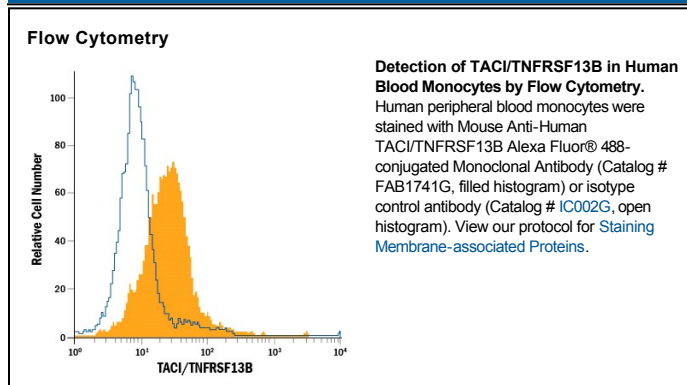 Flow Cytometry
Detection of TACI/TNFRSF13B in Human
Blood Monocytes by Flow Cytometry.
Human peripheral blood monocytes were
stained with Mouse Anti-Human
TACI/TNFRSF13B Alexa Fluor® 488-
conjugated Monoclonal Antibody (Catalog #
FAB1741G, filled histogram) or isotype
control antibody (Catalog # IC002G, open
histogram). View our protocol for Staining
Membrane-associated Proteins.
Relative Cell Number
100
80
60
40
20
0
10⁰ 10¹ 10² 10³ 10⁴
TACI/TNFRSF13B